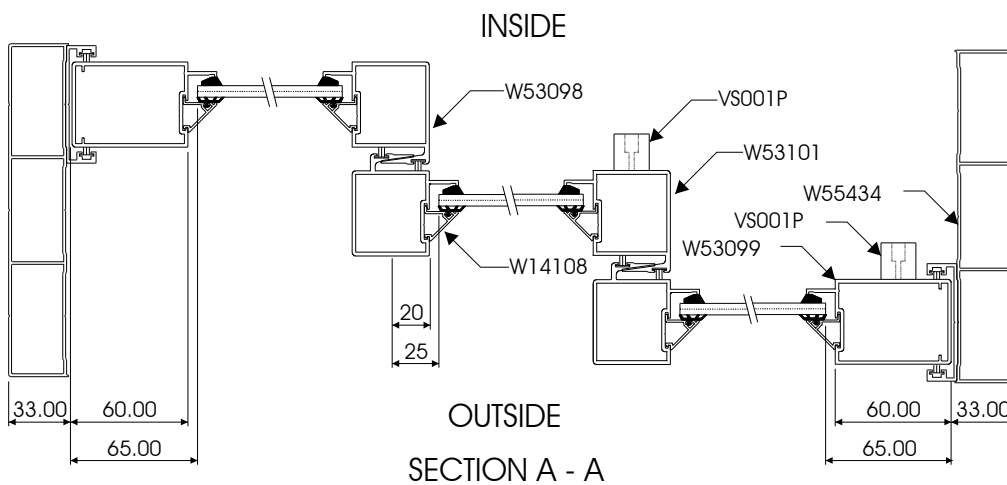 INSIDE
W53098
VS001P
W53101
W55434
VS001P
W53099
W14108
20
25
33.00
60.00
65.00
OUTSIDE
60.00
33.00
65.00
SECTION A - A